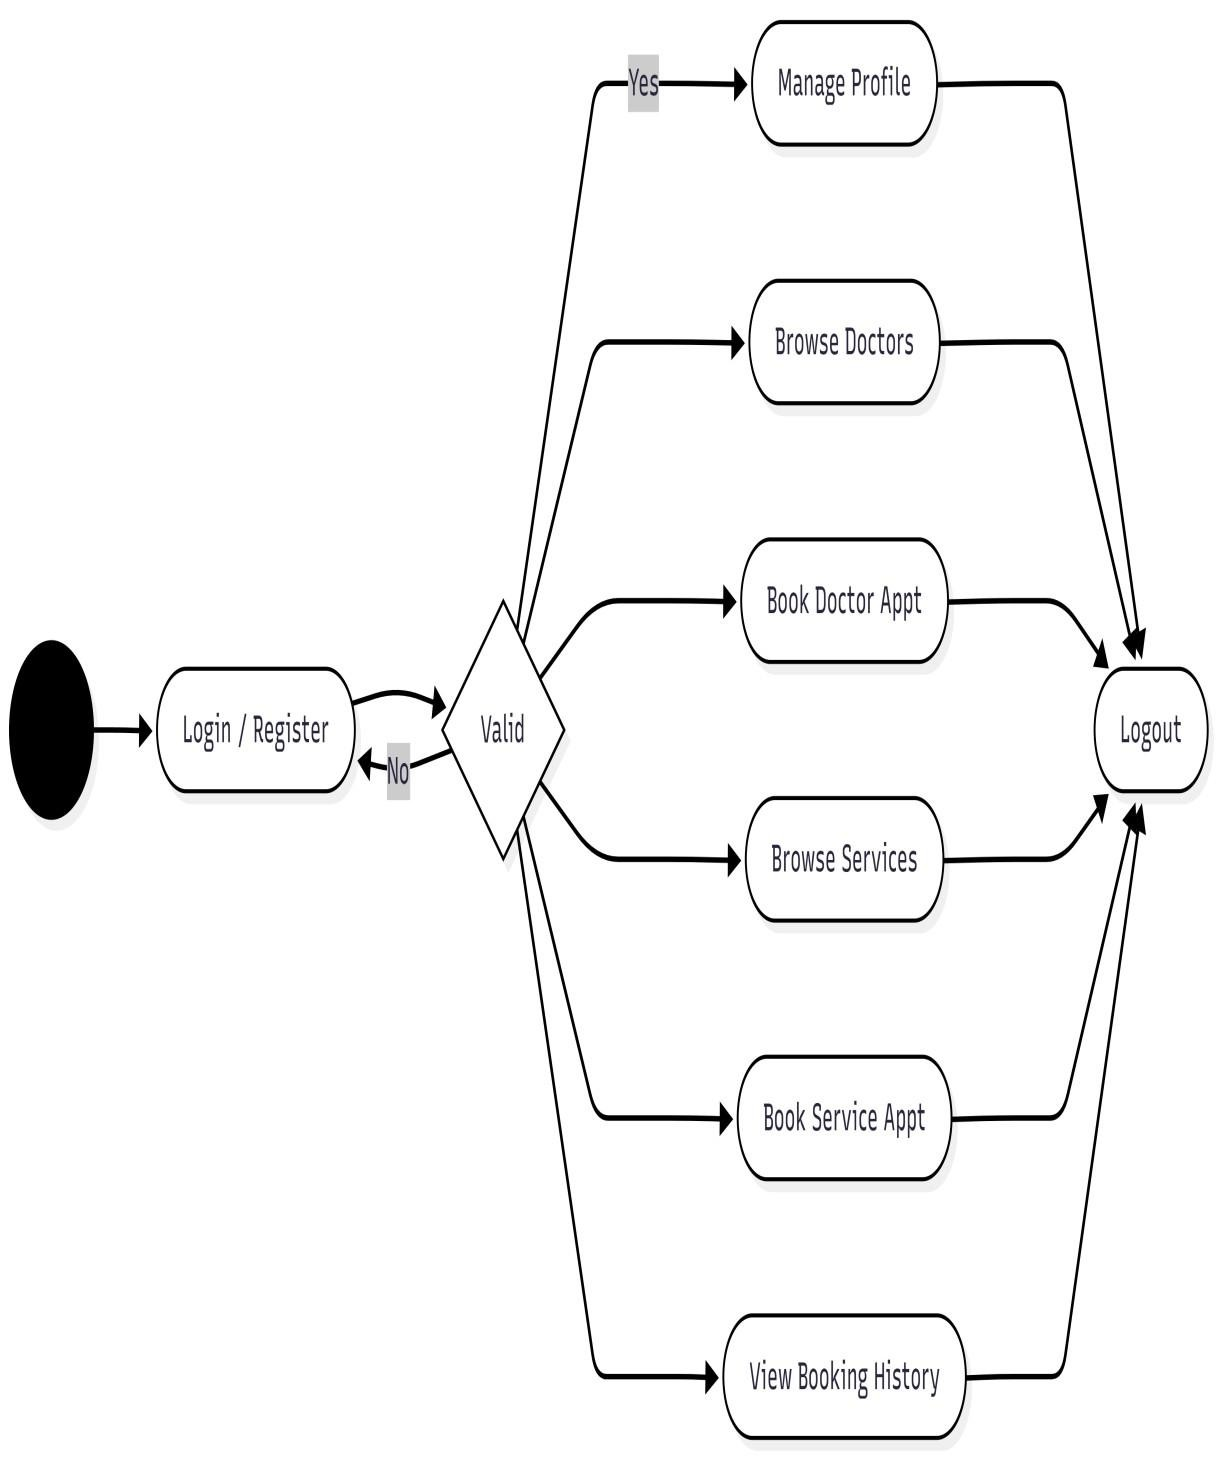 Yes
Manage Profile
Browse Doctors
Book Doctor Appt
Login / Register
Valid
Logout
No
Browse Services
Book Service Appt
View Booking History